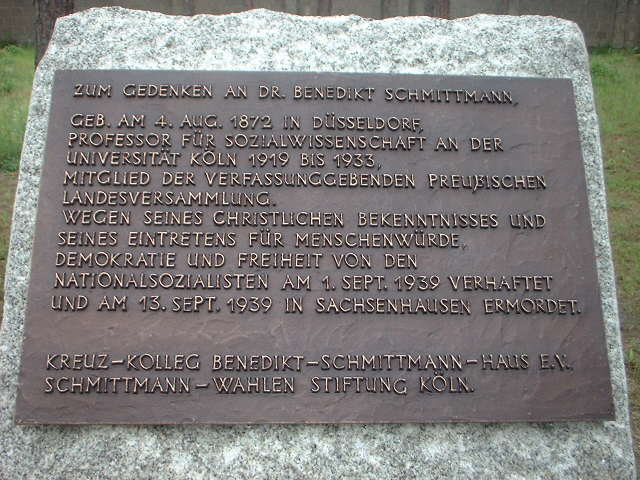 ZUM GEDENKEN AN DR. BENEDIKT SCHMITTMANN,
GEB. AM 4. AUG. 1872 IN DÜSSELDORF,
PROFESSOR FÜR SOZIALWISSENSCHAFT AN DER
UNIVERSITÄT KÖLN 1919 BIS 1933,
MITGLIED DER VERFASSUNGGEBENDEN PREUßISCHEN
LANDESVERSAMMLUNG.
WEGEN SEINES CHRISTLICHEN BEKENNTNISSES UND
SEINES EINTRETENS FÜR MENSCHENWÜRDE,
DEMOKRATIE UND FREIHEIT VON DEN
NATIONALSOZIALISTEN AM 1. SEPT. 1939 VERHAFTET
UND AM 13. SEPT. 1939 IN SACHSENHAUSEN ERMORDET.
KREUZ-KOLLEG BENEDIKT-SCHMITTMANN-HAUS E.V.
SCHMITTMANN-WAHLEN STIFTUNG KÖLN.